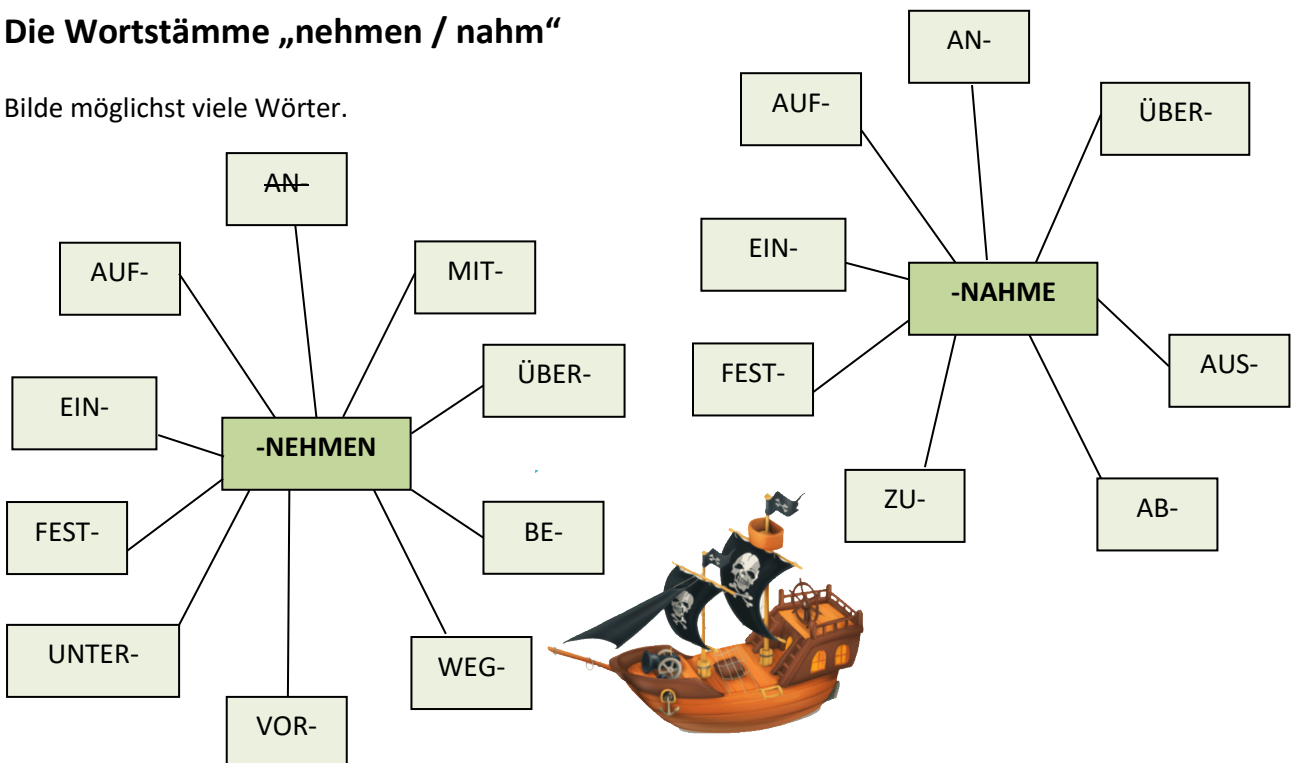 Die Wortstämme „nehmen / nahm“
Bilde möglichst viele Wörter.
AN-
AUF-
MIT-
ÜBER-
EIN-
-NEHMEN
FEST-
BE-
UNTER-
WEG-
VOR-
AN-
AUF-
ÜBER-
EIN-
-NAHME
FEST-
AUS-
ZU-
AB-